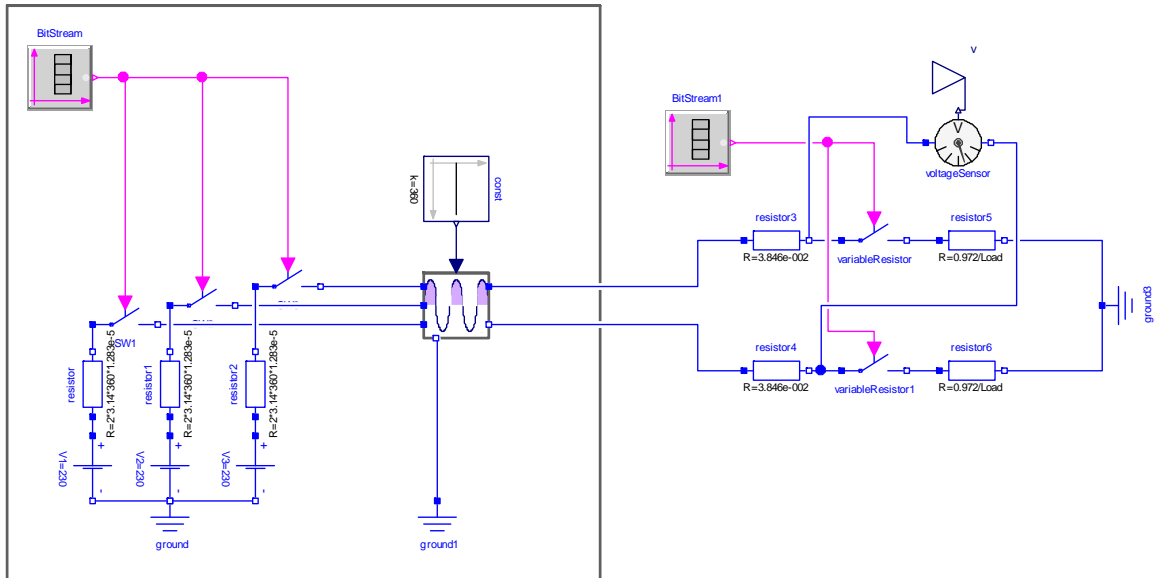 BitStream
const
k=360
SW1
resistor
R=2*3.14*360*1.283e-5
resistor1
R=2*3.14*360*1.283e-5
resistor2
R=2*3.14*360*1.283e-5
+
+
+
V1=230
V2=230
V3=230
-
-
-
ground
ground1
v
BitStream1
V
voltageSensor
resistor3
R=3.846e-002
variableResistor
resistor5
R=0.972/Load
ground3
resistor4
R=3.846e-002
variableResistor1
resistor6
R=0.972/Load